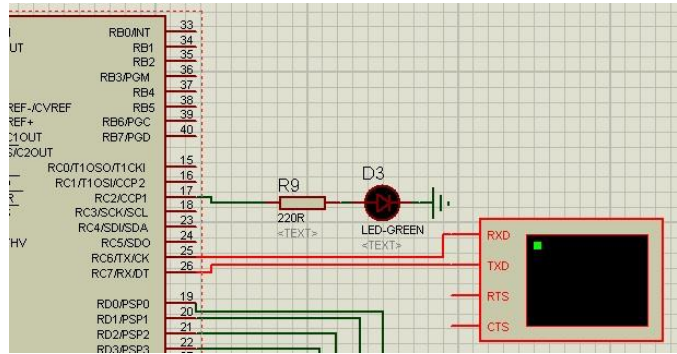 RB0/INT 33
UT RB1 34
RB2 35
RB3/PGM 36
RB4 37
REF-/CVREF RB5 38
REF+ RB6/PGC 39
C1OUT RB7/PGD 40
S/C2OUT
RC0/T1OSO/T1CKI 15
RC1/T1OSI/CCP2 16
RC2/CCP1 17
RC3/SCK/SCL 18
RC4/SDI/SDA 23
/THV RC5/SDO 24
RC6/TX/CK 25
RC7/RX/DT 26
RD0/PSP0 19
RD1/PSP1 20
RD2/PSP2 21
RD3/PSP3 22
R9
220R
<TEXT>
D3
LED-GREEN
<TEXT>
RXD
TXD
RTS
CTS